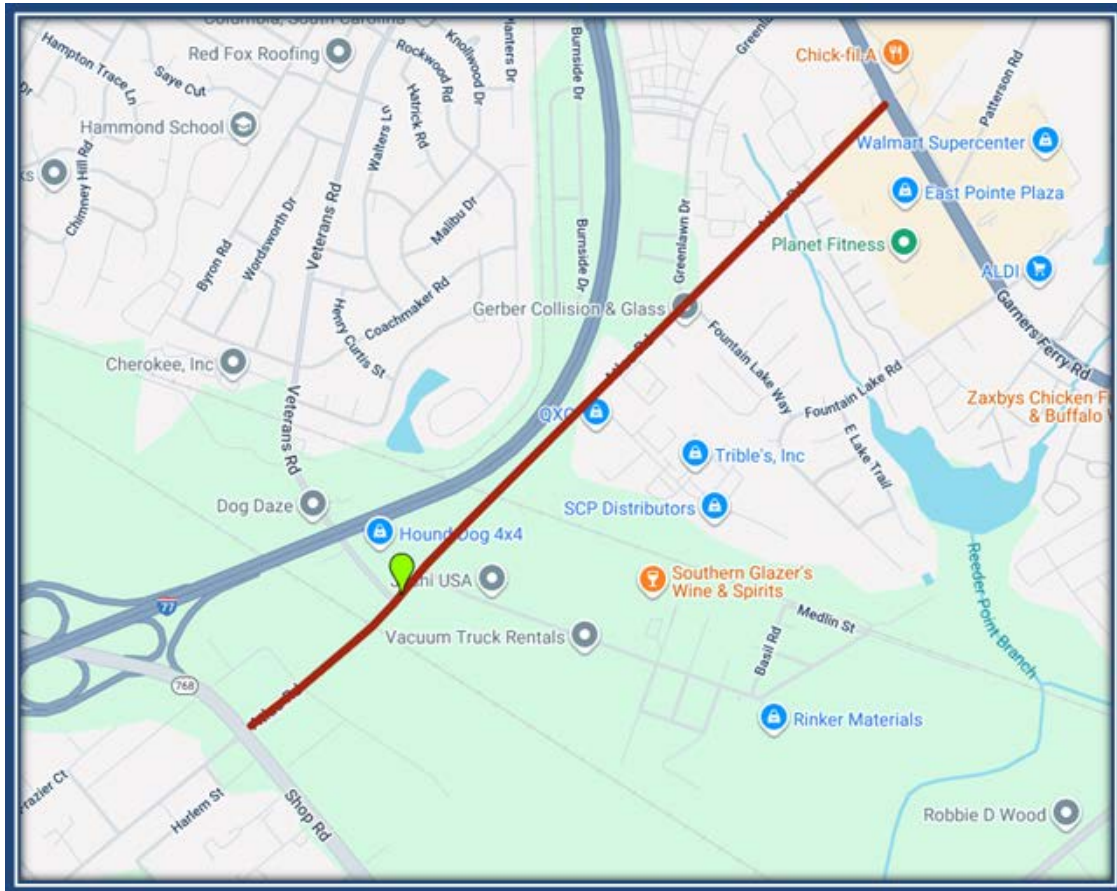 Columbia, South Carolina
Red Fox Roofing
Hampton Trace Ln
Saye Cut
Dr
Rockwood Rd
Knollwood Dr
Planters Dr
Hatrick Rd
Walters Ln
Burnside Dr
Chick-fil-A
Patterson Rd
Hammond School
Walmart Supercenter
ks
Chimney Hill Rd
Veterans Rd
Malibu Dr
Byron Rd
Wordsworth Dr
Burnside Dr
Greenlawn Dr
East Pointe Plaza
Planet Fitness
ALDI
Coachmaker Rd
Henry Curtis St
Gerber Collision & Glass
Garners Ferry Rd
Cherokee, Inc
Fountain Lake Way
Fountain Lake Rd
Zaxbys Chicken F
& Buffalo
Veterans Rd
Trible's, Inc
E Lake Trail
Dog Daze
SCP Distributors
Hound Dog 4x4
77
Southern Glazer's
Wine & Spirits
Reeder Point Branch
Vacuum Truck Rentals
Medlin St
Basil Rd
768
Rinker Materials
Frazier Ct
Harlem St
Shop Rd
Robbie D Wood